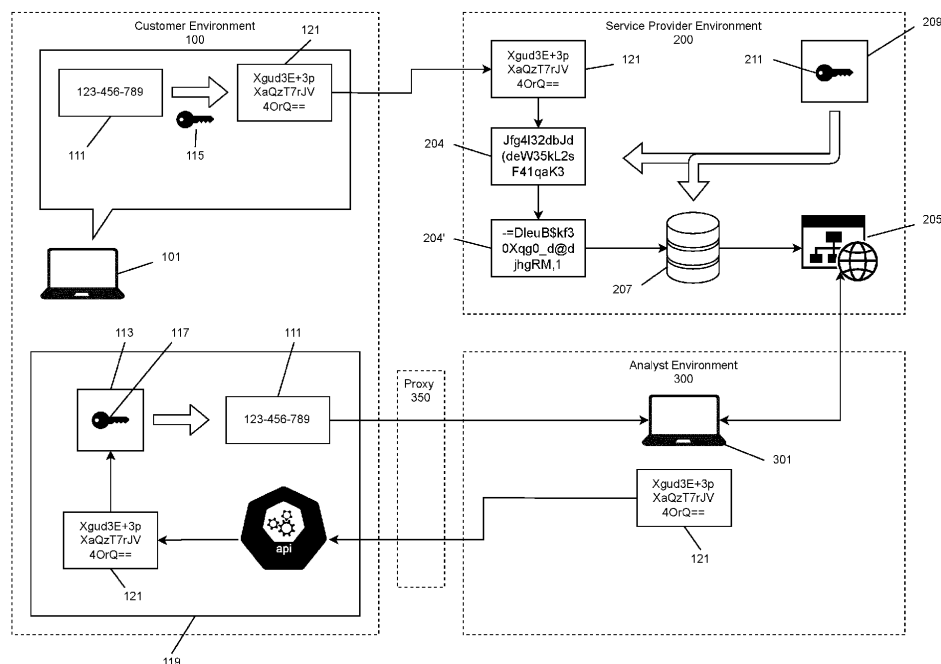 Customer Environment
100
121
123-456-789
Xgud3E+3p
XaQzT7rJV
4OrQ==
111
115
101
Service Provider Environment
200
209
Xgud3E+3p
XaQzT7rJV
4OrQ==
121
211
204
Jfg4l32dbJd
(deW35kL2s
F41qaK3
204'
-=DleuB$kf3
0Xqg0_d@d
jhgRM,1
207
205
113
117
111
123-456-789
Xgud3E+3p
XaQzT7rJV
4OrQ==
121
api
119
Proxy
350
Analyst Environment
300
301
Xgud3E+3p
XaQzT7rJV
4OrQ==
121